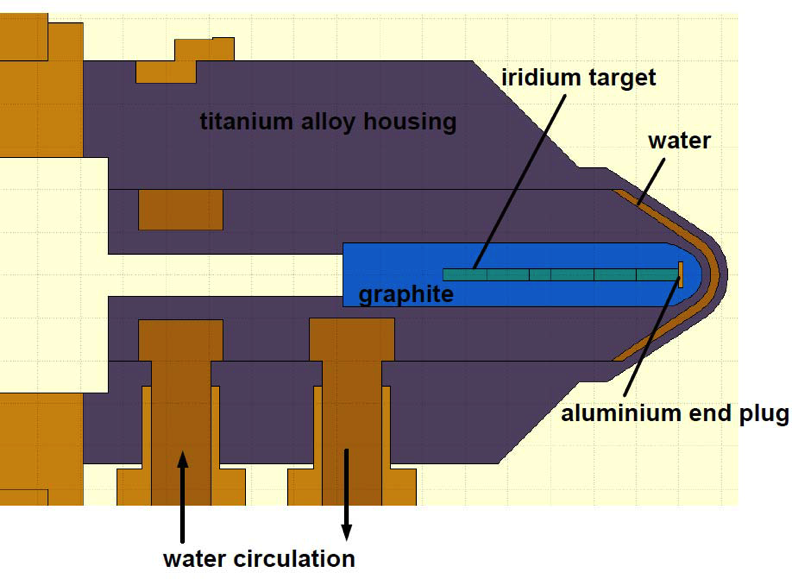 iridium target
titanium alloy housing
water
graphite
aluminium end plug
water circulation